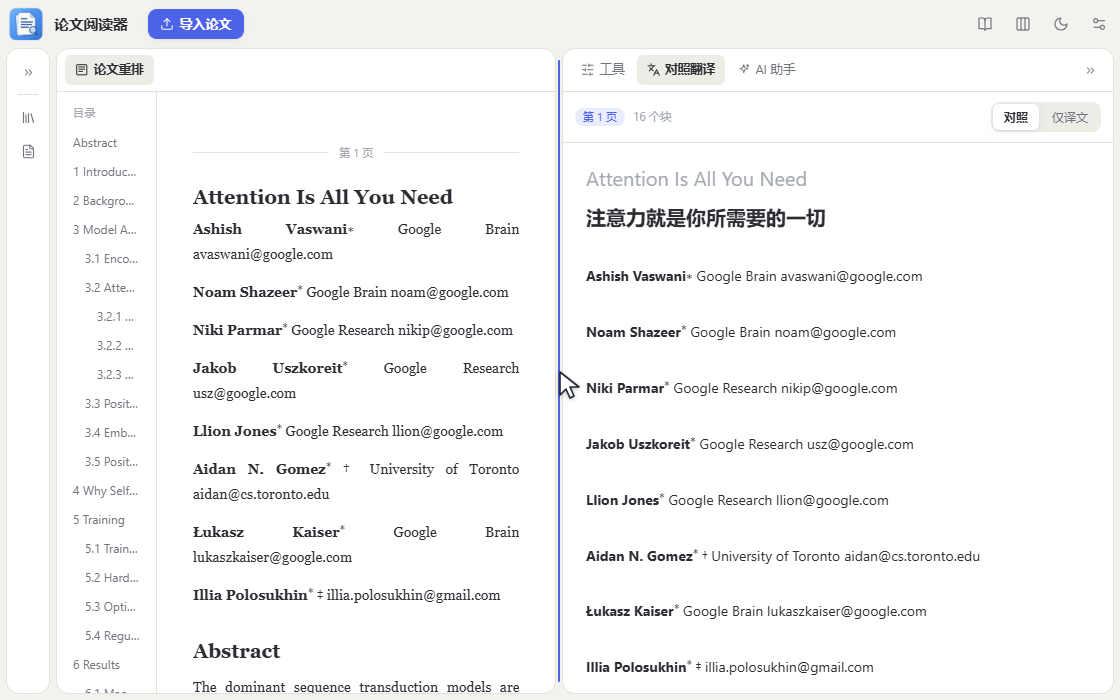 论文阅读器
导入论文
论文重排
目录
Abstract
1 Introduc...
2 Backgro...
3 Model A...
3.1 Enco...
3.2 Atte...
3.2.1 ...
3.2.2 ...
3.2.3 ...
3.3 Posit...
3.4 Emb...
3.5 Posit...
4 Why Self...
5 Training
5.1 Train...
5.2 Hard...
5.3 Opti...
5.4 Regu...
6 Results
第 1 页
Attention Is All You Need
Ashish Vaswani∗ Google Brain
avaswani@google.com
Noam Shazeer* Google Brain noam@google.com
Niki Parmar* Google Research nikip@google.com
Jakob Uszkoreit* Google Research
usz@google.com
Llion Jones* Google Research llion@google.com
Aidan N. Gomez* † University of Toronto
aidan@cs.toronto.edu
Łukasz Kaiser* Google Brain
lukaszkaiser@google.com
Illia Polosukhin* ‡ illia.polosukhin@gmail.com
Abstract
The dominant sequence transduction models are
工具
对照翻译
AI 助手
第 1 页
16 个块
对照
仅译文
Attention Is All You Need
注意力就是你所需要的一切
Ashish Vaswani∗ Google Brain avaswani@google.com
Noam Shazeer* Google Brain noam@google.com
Niki Parmar* Google Research nikip@google.com
Jakob Uszkoreit* Google Research usz@google.com
Llion Jones* Google Research llion@google.com
Aidan N. Gomez* † University of Toronto aidan@cs.toronto.edu
Łukasz Kaiser* Google Brain lukaszkaiser@google.com
Illia Polosukhin* ‡ illia.polosukhin@gmail.com